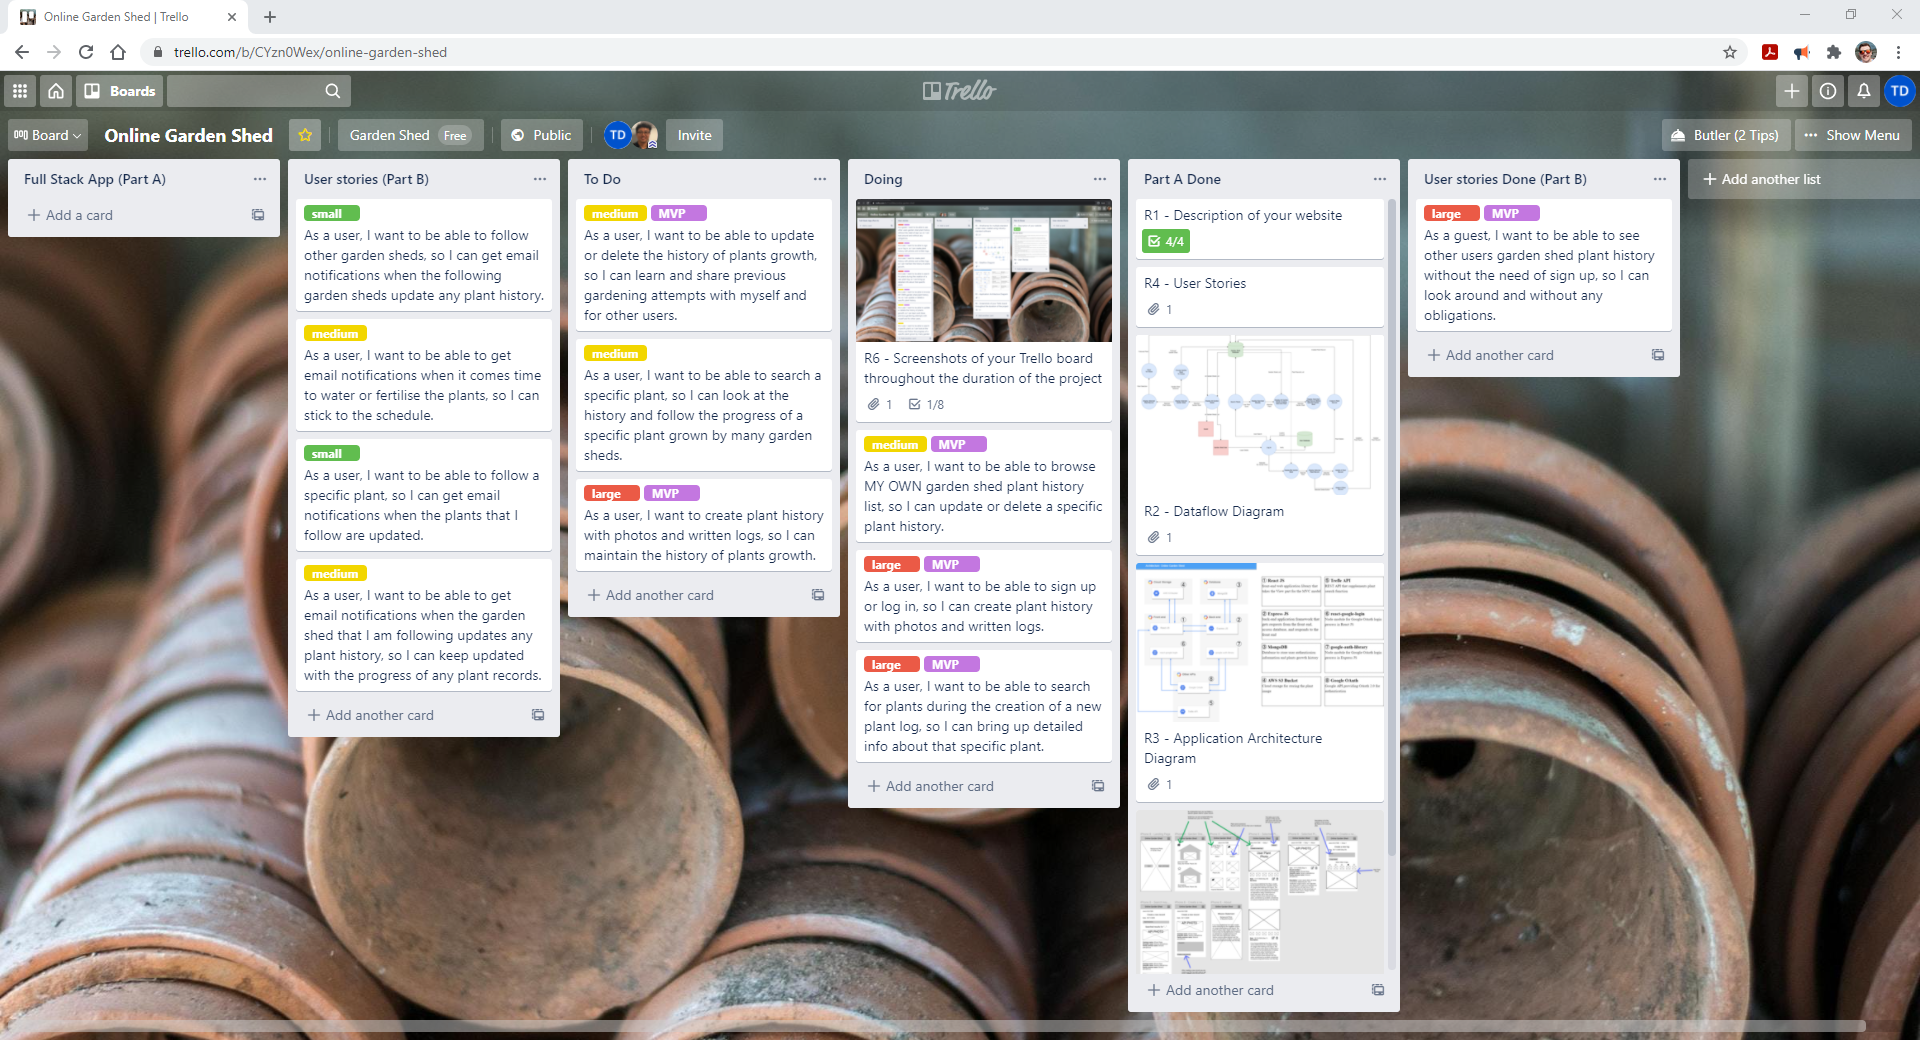 Online Garden Shed | Trello
trello.com/b/CYzn0Wex/online-garden-shed
Boards
Trello
TD
Board
Online Garden Shed
Garden Shed Free
Public
TD
Invite
Butler (2 Tips)
Show Menu
Full Stack App (Part A)
Add a card
User stories (Part B)
small
As a user, I want to be able to follow
other garden sheds, so I can get email
notifications when the following
garden sheds update any plant history.
medium
As a user, I want to be able to get
email notifications when it comes time
to water or fertilise the plants, so I can
stick to the schedule.
small
As a user, I want to be able to follow a
specific plant, so I can get email
notifications when the plants that I
follow are updated.
medium
As a user, I want to be able to get
email notifications when the garden
shed that I am following updates any
plant history, so I can keep updated
with the progress of any plant records.
Add another card
To Do
medium MVP
As a user, I want to be able to update
or delete the history of plants growth,
so I can learn and share previous
gardening attempts with myself and
for other users.
medium
As a user, I want to be able to search a
specific plant, so I can look at the
history and follow the progress of a
specific plant grown by many garden
sheds.
large MVP
As a user, I want to create plant history
with photos and written logs, so I can
maintain the history of plants growth.
Add another card
Doing
R6 - Screenshots of your Trello board
throughout the duration of the project
1 1/8
medium MVP
As a user, I want to be able to browse
MY OWN garden shed plant history
list, so I can update or delete a specific
plant history.
large MVP
As a user, I want to be able to sign up
or log in, so I can create plant history
with photos and written logs.
large MVP
As a user, I want to be able to search
for plants during the creation of a new
plant log, so I can bring up detailed
info about that specific plant.
Add another card
Part A Done
R1 - Description of your website
4/4
R4 - User Stories
1
R2 - Dataflow Diagram
1
React JS
Trefle API
Express JS
react-google-login
MongoDB
google-auth-library
AWS S3 Bucket
Google OAuth
R3 - Application Architecture
Diagram
1
Add another card
User stories Done (Part B)
large MVP
As a guest, I want to be able to see
other users garden shed plant history
without the need of sign up, so I can
look around and without any
obligations.
Add another card
Add another list